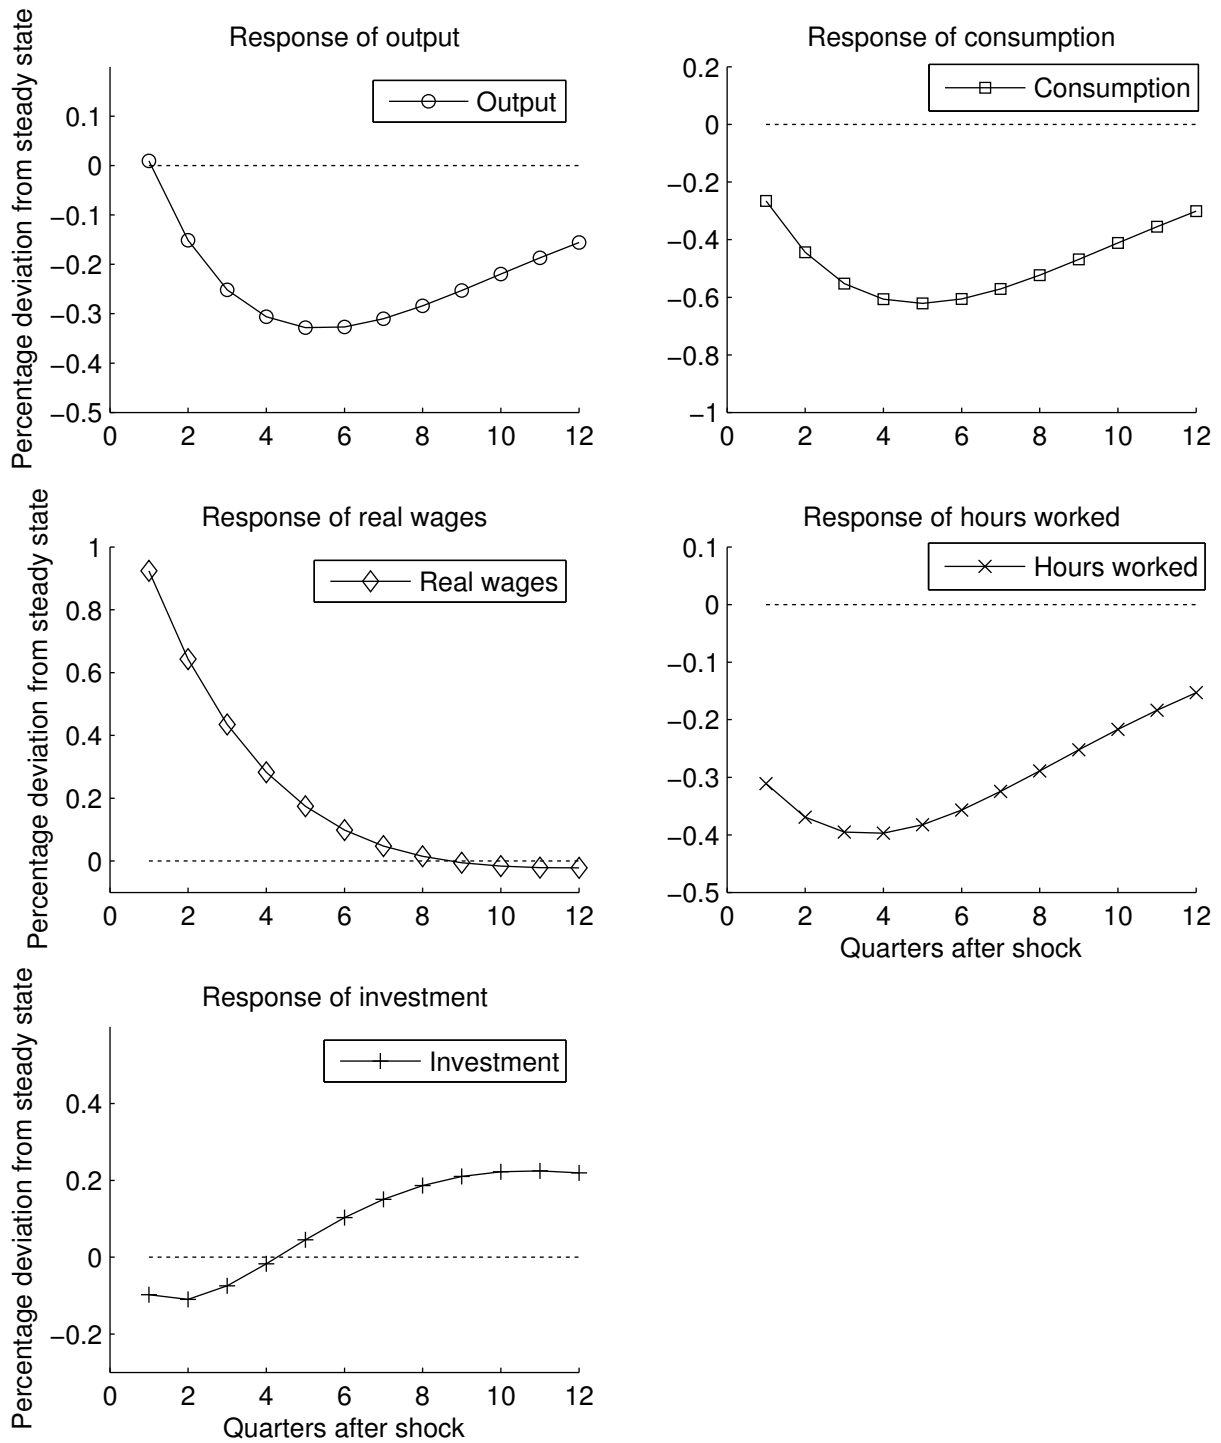 Response of output
Percentage deviation from steady state
Output
0.1
0
−0.1
−0.2
−0.3
−0.4
−0.5
0 2 4 6 8 10 12
Response of consumption
Consumption
0.2
0
−0.2
−0.4
−0.6
−0.8
−1
0 2 4 6 8 10 12
Response of real wages
Percentage deviation from steady state
Real wages
1
0.8
0.6
0.4
0.2
0
0 2 4 6 8 10 12
Response of hours worked
Hours worked
0.1
0
−0.1
−0.2
−0.3
−0.4
−0.5
0 2 4 6 8 10 12
Quarters after shock
Response of investment
Percentage deviation from steady state
Investment
0.4
0.2
0
−0.2
0 2 4 6 8 10 12
Quarters after shock